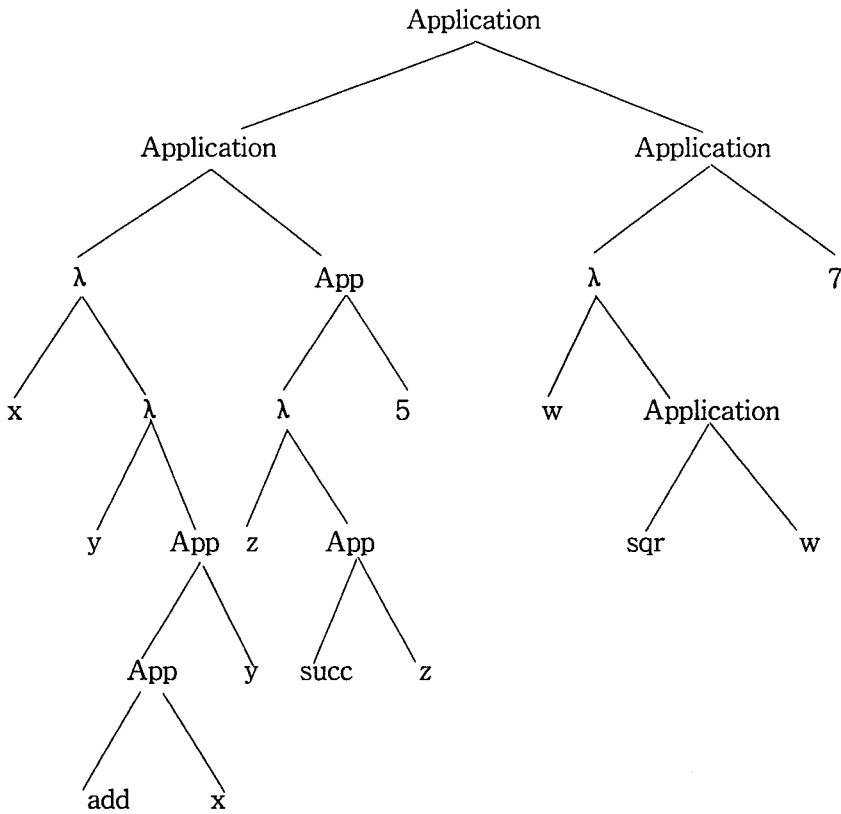 Application
Application Application
λ App λ 7
x λ λ 5 w Application
y App z App sqr w
App y succ z
add x